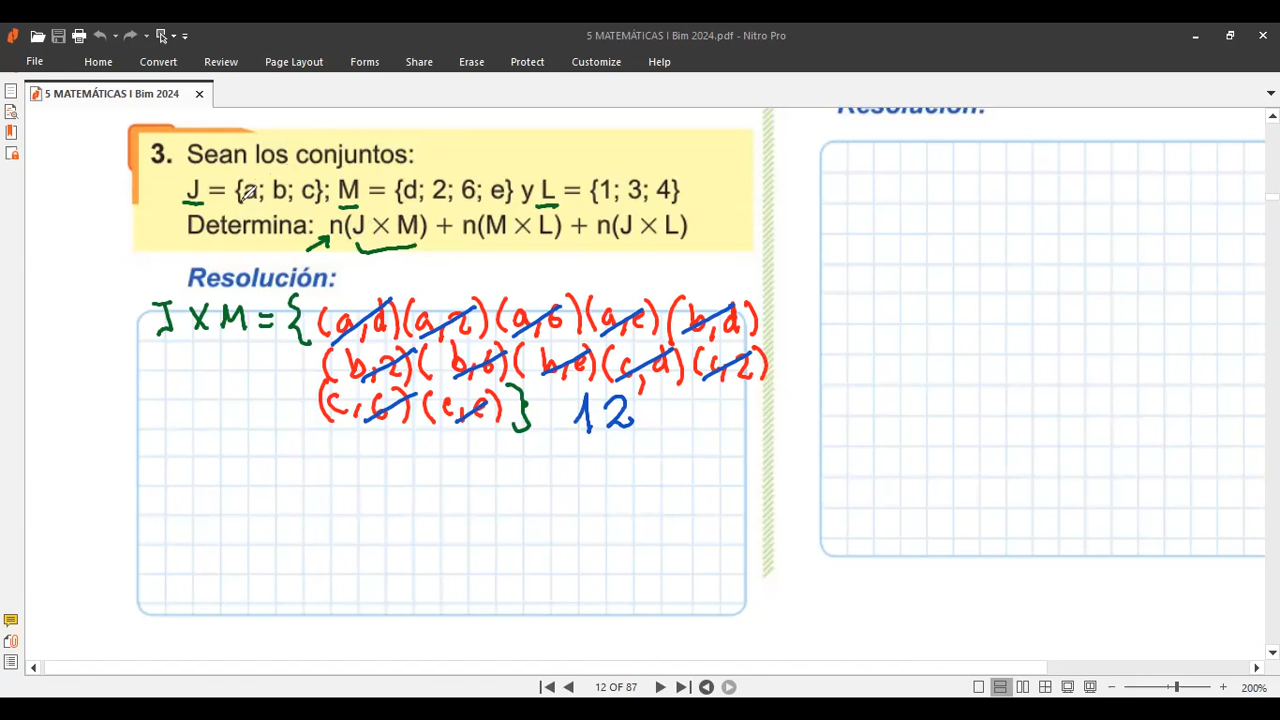 5 MATEMÁTICAS I Bim 2024.pdf - Nitro Pro
File Home Convert Review Page Layout Forms Share Erase Protect Customize Help
5 MATEMÁTICAS I Bim 2024
Resolución:
3. Sean los conjuntos:
J = {a; b; c}; M = {d; 2; 6; e} y L = {1; 3; 4}
Determina: n(J × M) + n(M × L) + n(J × L)
Resolución:
J X M = { (a,d) (a,2) (a,6) (a,e) (b,d)
(b,2) (b,6) (b,e) (c,d) (c,2)
(c,6) (c,e) } 12
12 OF 87
200%